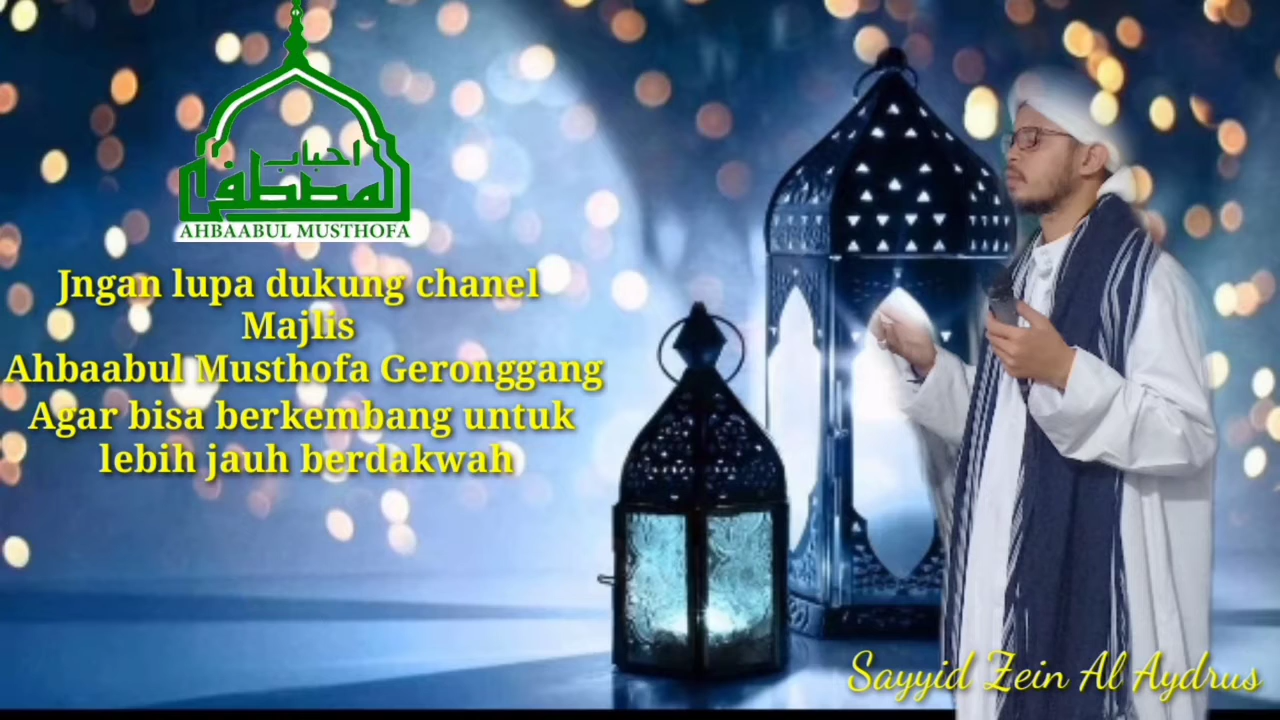 احباب
المصطفى
AHBAABUL MUSTHOFA
Jngan lupa dukung chanel
Majlis
Ahbaabul Musthofa Geronggang
Agar bisa berkembang untuk
lebih jauh berdakwah
Sayyid Zein Al Aydrus